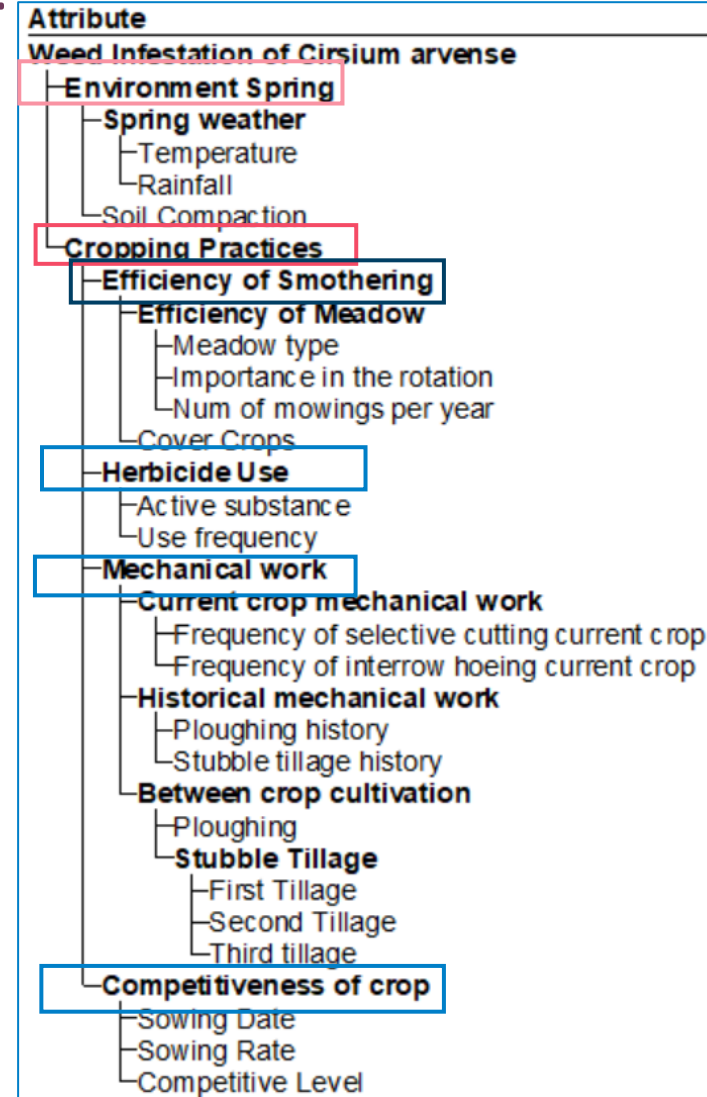 Attribute
Weed Infestation of Cirsium arvense
Environment Spring
Spring weather
Temperature
Rainfall
Soil Compaction
Cropping Practices
Efficiency of Smothering
Efficiency of Meadow
Meadow type
Importance in the rotation
Num of mowings per year
Cover Crops
Herbicide Use
Active substance
Use frequency
Mechanical work
Current crop mechanical work
Frequency of selective cutting current crop
Frequency of interrow hoeing current crop
Historical mechanical work
Ploughing history
Stubble tillage history
Between crop cultivation
Ploughing
Stubble Tillage
First Tillage
Second Tillage
Third tillage
Competitiveness of crop
Sowing Date
Sowing Rate
Competitive Level